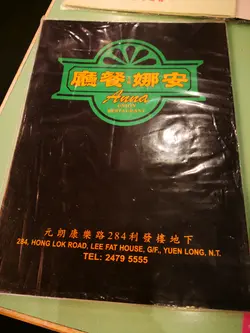 廳餐娜安
Anna
元朗康樂路284利發樓地下
284, HONG LOK ROAD, LEE FAT HOUSE, G/F., YUEN LONG, N.T.
TEL: 2479 5555